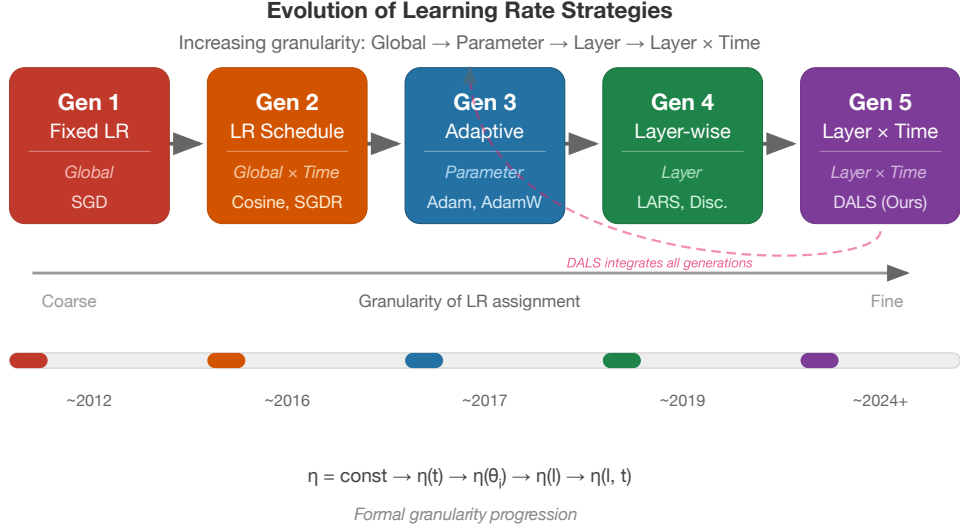 Evolution of Learning Rate Strategies
Increasing granularity: Global → Parameter → Layer → Layer × Time
Gen 1
Fixed LR
Global
SGD
Gen 2
LR Schedule
Global × Time
Cosine, SGDR
Gen 3
Adaptive
Parameter
Adam, AdamW
Gen 4
Layer-wise
Layer
LARS, Disc.
Gen 5
Layer × Time
Layer × Time
DALS (Ours)
DALS integrates all generations
Coarse
Granularity of LR assignment
Fine
~2012
~2016
~2017
~2019
~2024+
η = const → η(t) → η(θᵢ) → η(l) → η(l, t)
Formal granularity progression